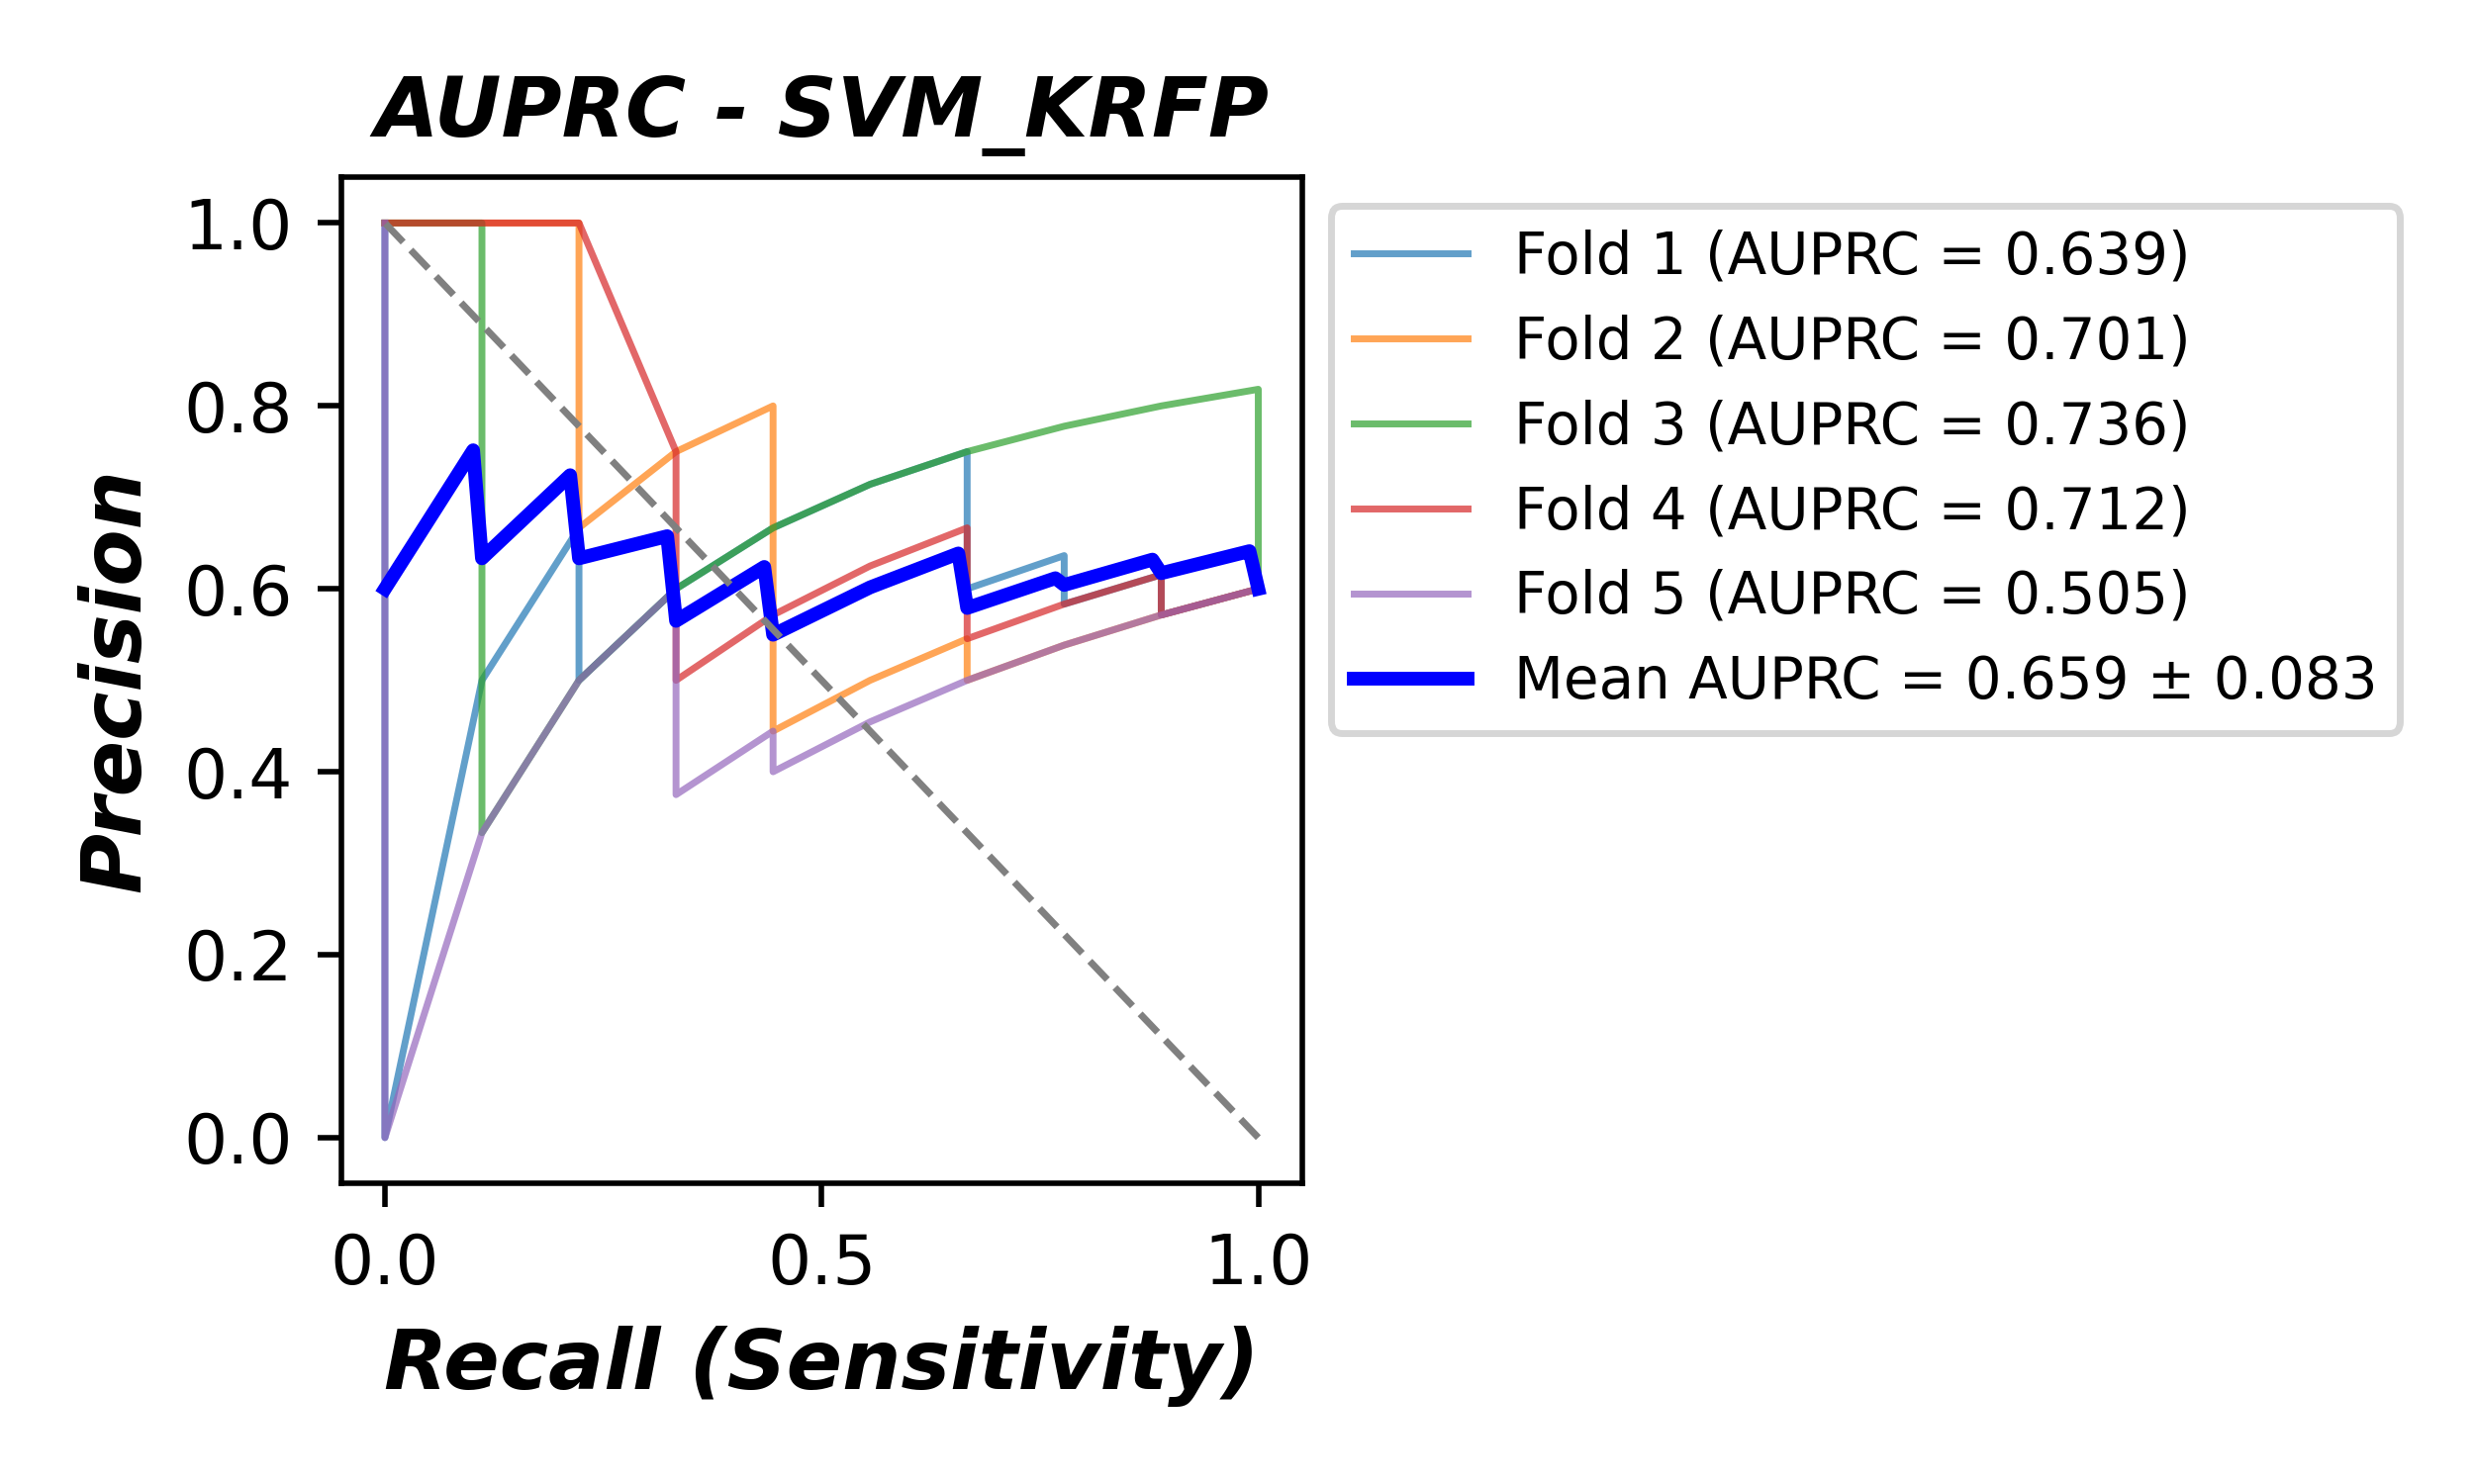 AUPRC - SVM_KRFP
Precision
1.0
0.8
0.6
0.4
0.2
0.0
0.0 0.5 1.0
Recall (Sensitivity)
Fold 1 (AUPRC = 0.639)
Fold 2 (AUPRC = 0.701)
Fold 3 (AUPRC = 0.736)
Fold 4 (AUPRC = 0.712)
Fold 5 (AUPRC = 0.505)
Mean AUPRC = 0.659 ± 0.083